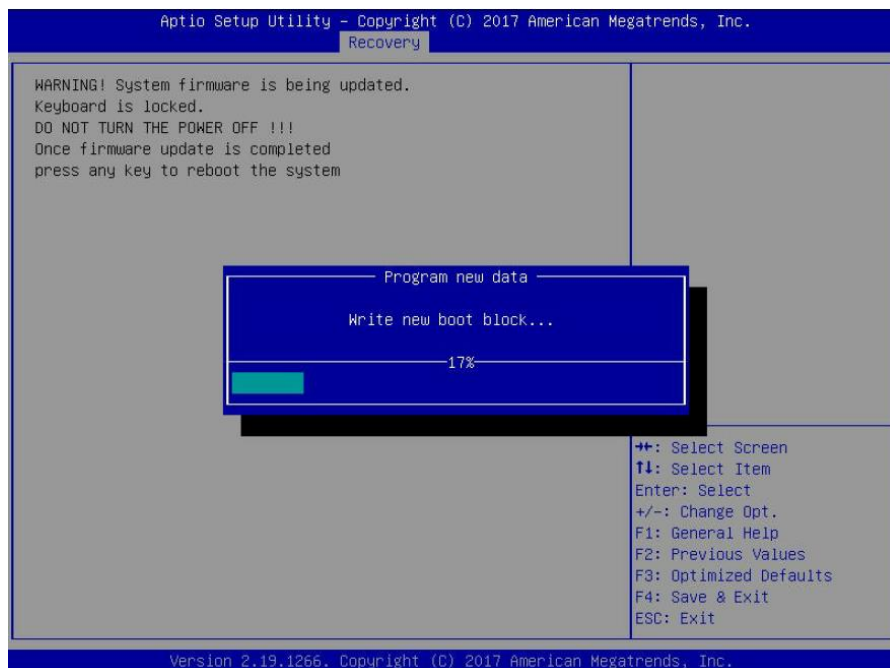 Aptio Setup Utility – Copyright (C) 2017 American Megatrends, Inc.
Recovery
WARNING! System firmware is being updated.
Keyboard is locked.
DO NOT TURN THE POWER OFF !!!
Once firmware update is completed
press any key to reboot the system
Program new data
Write new boot block...
17%
→←: Select Screen
↑↓: Select Item
Enter: Select
+/-: Change Opt.
F1: General Help
F2: Previous Values
F3: Optimized Defaults
F4: Save & Exit
ESC: Exit
Version 2.19.1266. Copyright (C) 2017 American Megatrends, Inc.